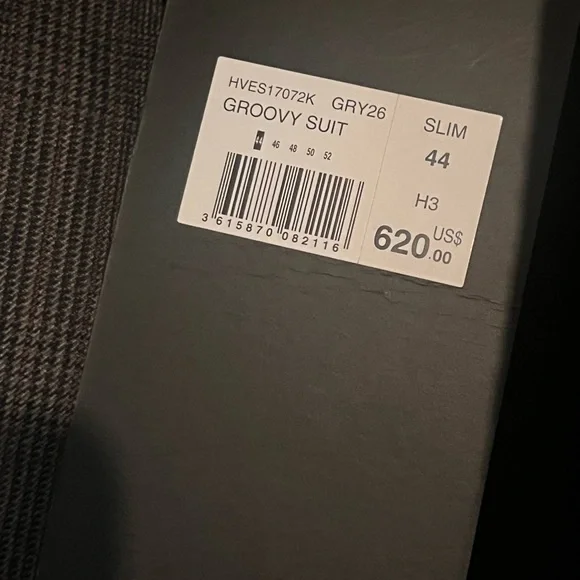 HVES17072K GRY26
GROOVY SUIT
44 46 48 50 52
3 615870 082116
SLIM
44
H3
620.00 US$